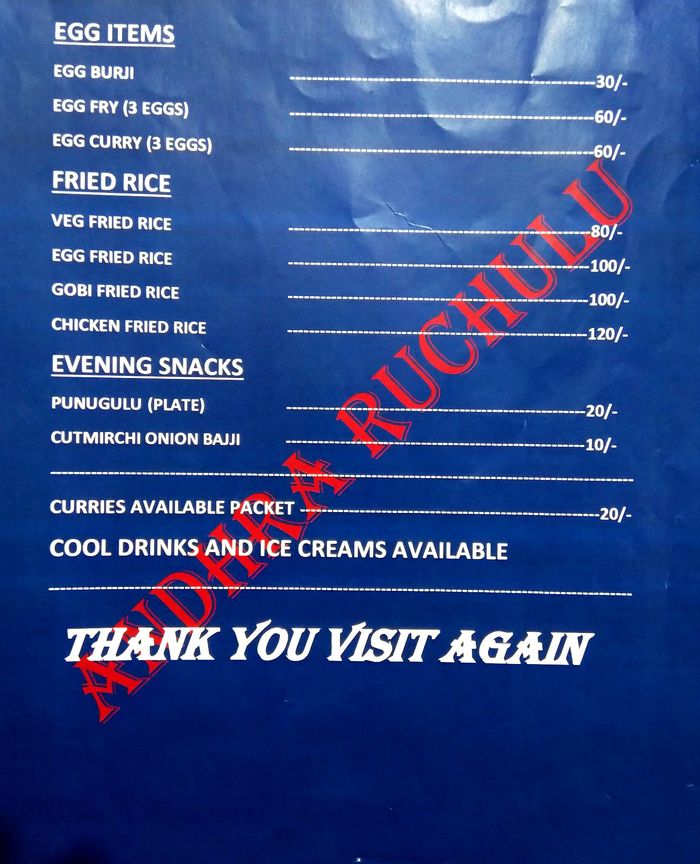 EGG ITEMS
EGG BURJI ---------- 30/-
EGG FRY (3 EGGS) ---------- 60/-
EGG CURRY (3 EGGS) ---------- 60/-
FRIED RICE
VEG FRIED RICE ---------- 80/-
EGG FRIED RICE ---------- 100/-
GOBI FRIED RICE ---------- 100/-
CHICKEN FRIED RICE ---------- 120/-
EVENING SNACKS
PUNUGULU (PLATE) ---------- 20/-
CUTMIRCHI ONION BAJJI ---------- 10/-
CURRIES AVAILABLE PACKET ---------- 20/-
COOL DRINKS AND ICE CREAMS AVAILABLE
THANK YOU VISIT AGAIN
ANDHRA RUCHULU